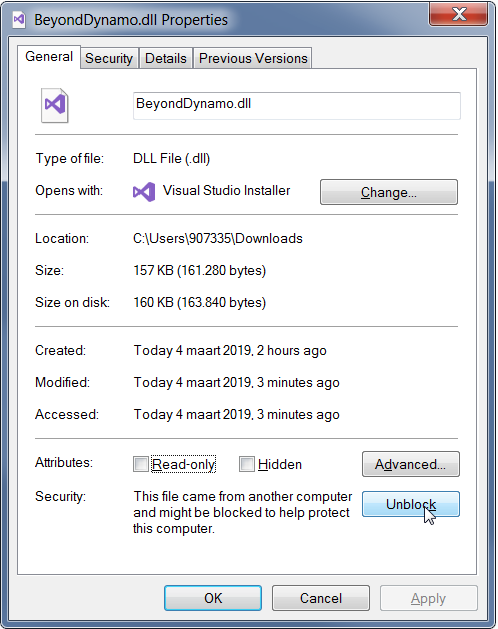 BeyondDynamo.dll Properties
General Security Details Previous Versions
BeyondDynamo.dll
Type of file: DLL File (.dll)
Opens with: Visual Studio Installer Change...
Location: C:\Users\907335\Downloads
Size: 157 KB (161.280 bytes)
Size on disk: 160 KB (163.840 bytes)
Created: Today 4 maart 2019, 2 hours ago
Modified: Today 4 maart 2019, 3 minutes ago
Accessed: Today 4 maart 2019, 3 minutes ago
Attributes: Read-only Hidden Advanced...
Security: This file came from another computer
and might be blocked to help protect
this computer.
Unblock
OK Cancel Apply